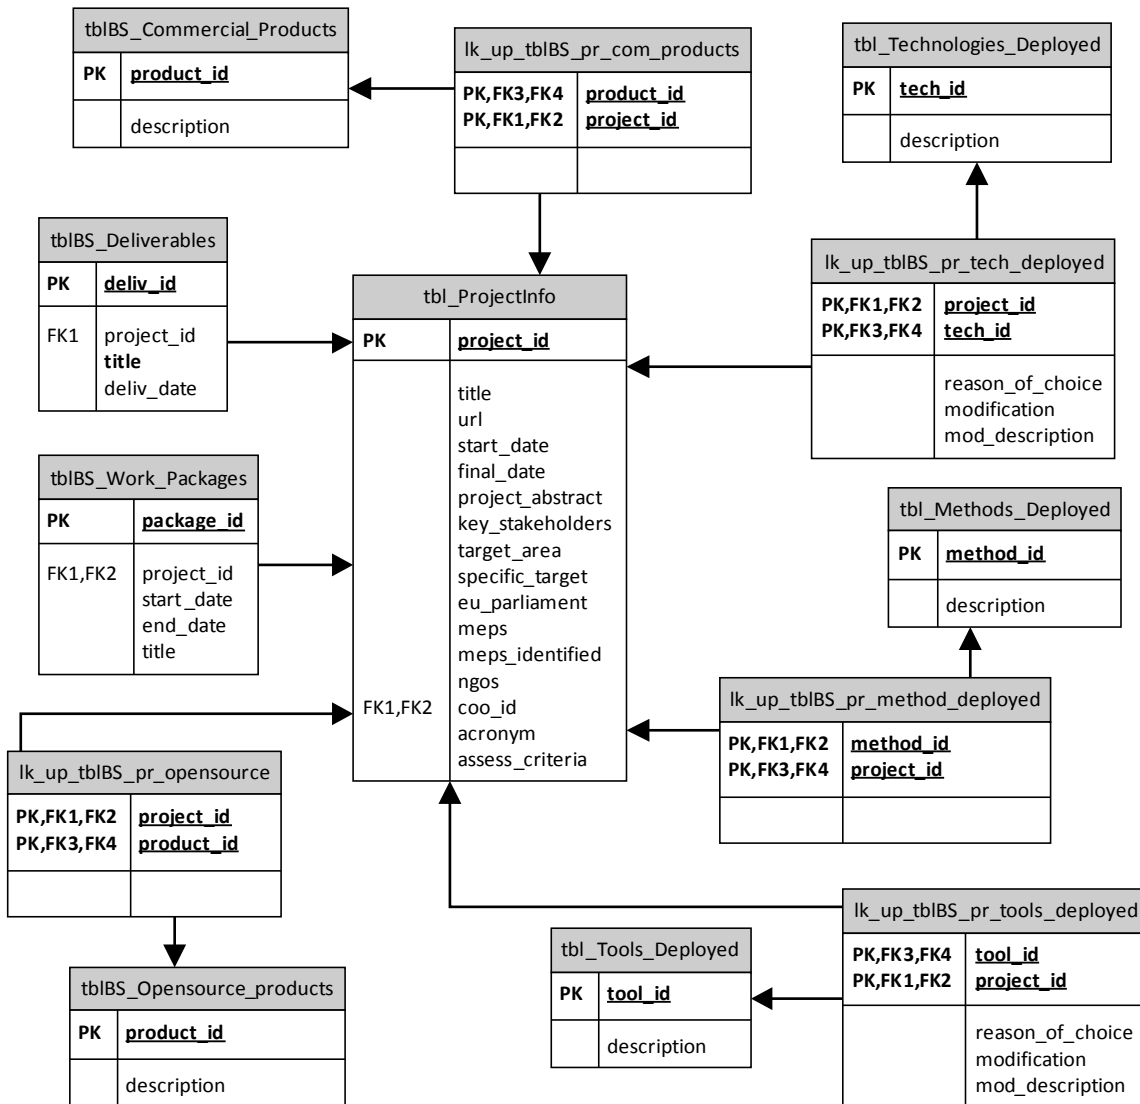 tblBS_Commercial_Products
PK product_id
description
lk_up_tblBS_pr_com_products
PK,FK3,FK4 product_id
PK,FK1,FK2 project_id
tbl_Technologies_Deployed
PK tech_id
description
tblBS_Deliverables
PK deliv_id
FK1 project_id
title
deliv_date
tbl_ProjectInfo
PK project_id
title
url
start_date
final_date
project_abstract
key_stakeholders
target_area
specific_target
eu_parliament
meps
meps_identified
ngos
FK1,FK2 coo_id
acronym
assess_criteria
lk_up_tblBS_pr_tech_deployed
PK,FK1,FK2 project_id
PK,FK3,FK4 tech_id
reason_of_choice
modification
mod_description
tblBS_Work_Packages
PK package_id
FK1,FK2 project_id
start_date
end_date
title
tbl_Methods_Deployed
PK method_id
description
lk_up_tblBS_pr_method_deployed
PK,FK1,FK2 method_id
PK,FK3,FK4 project_id
lk_up_tblBS_pr_opensource
PK,FK1,FK2 project_id
PK,FK3,FK4 product_id
tblBS_Opensource_products
PK product_id
description
tbl_Tools_Deployed
PK tool_id
description
lk_up_tblBS_pr_tools_deployed
PK,FK3,FK4 tool_id
PK,FK1,FK2 project_id
reason_of_choice
modification
mod_description